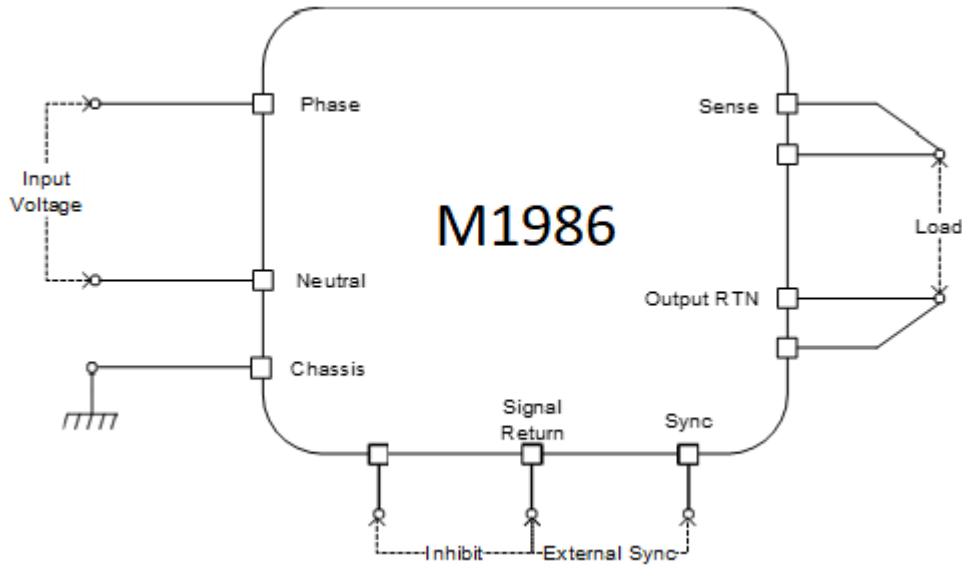 Phase
Sense
Input
Voltage
M1986
Load
Neutral
Output RTN
Chassis
Signal
Return
Sync
Inhibit
External Sync